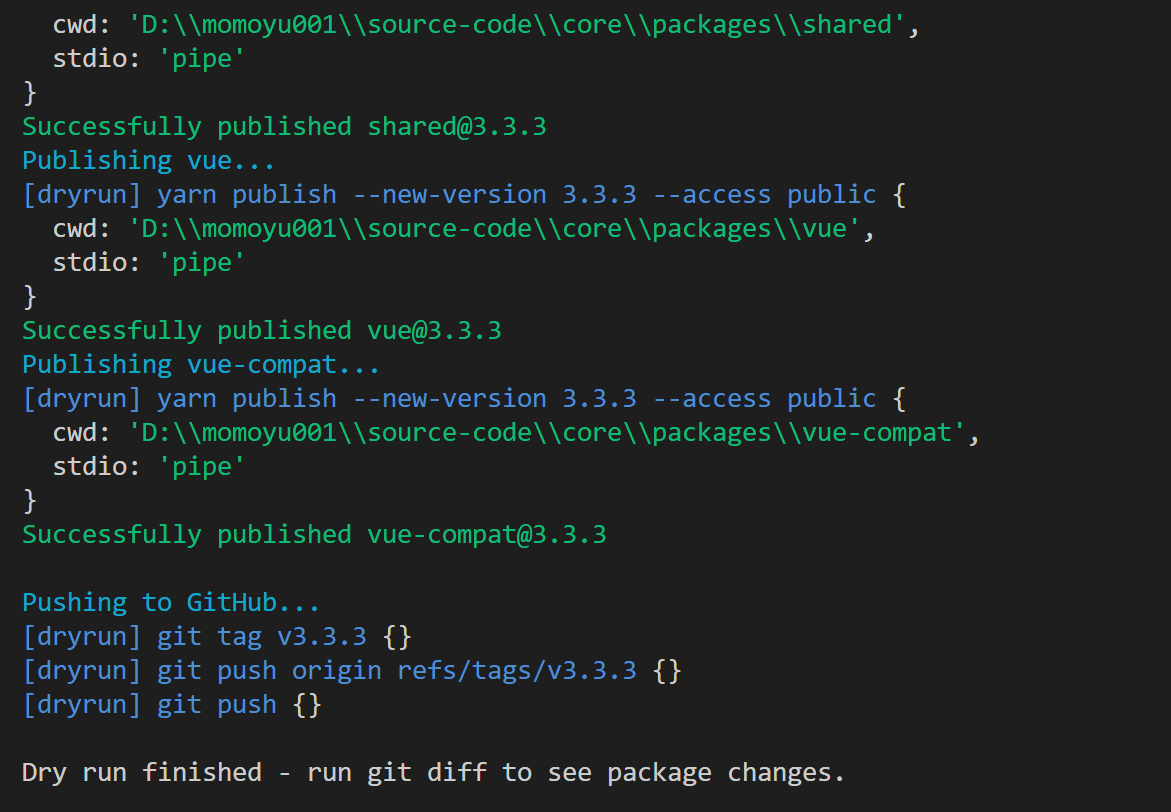 cwd: 'D:\\momoyu001\\source-code\\core\\packages\\shared',
stdio: 'pipe'
}
Successfully published shared@3.3.3
Publishing vue...
[dryrun] yarn publish --new-version 3.3.3 --access public {
cwd: 'D:\\momoyu001\\source-code\\core\\packages\\vue',
stdio: 'pipe'
}
Successfully published vue@3.3.3
Publishing vue-compat...
[dryrun] yarn publish --new-version 3.3.3 --access public {
cwd: 'D:\\momoyu001\\source-code\\core\\packages\\vue-compat',
stdio: 'pipe'
}
Successfully published vue-compat@3.3.3
Pushing to GitHub...
[dryrun] git tag v3.3.3 {}
[dryrun] git push origin refs/tags/v3.3.3 {}
[dryrun] git push {}
Dry run finished - run git diff to see package changes.